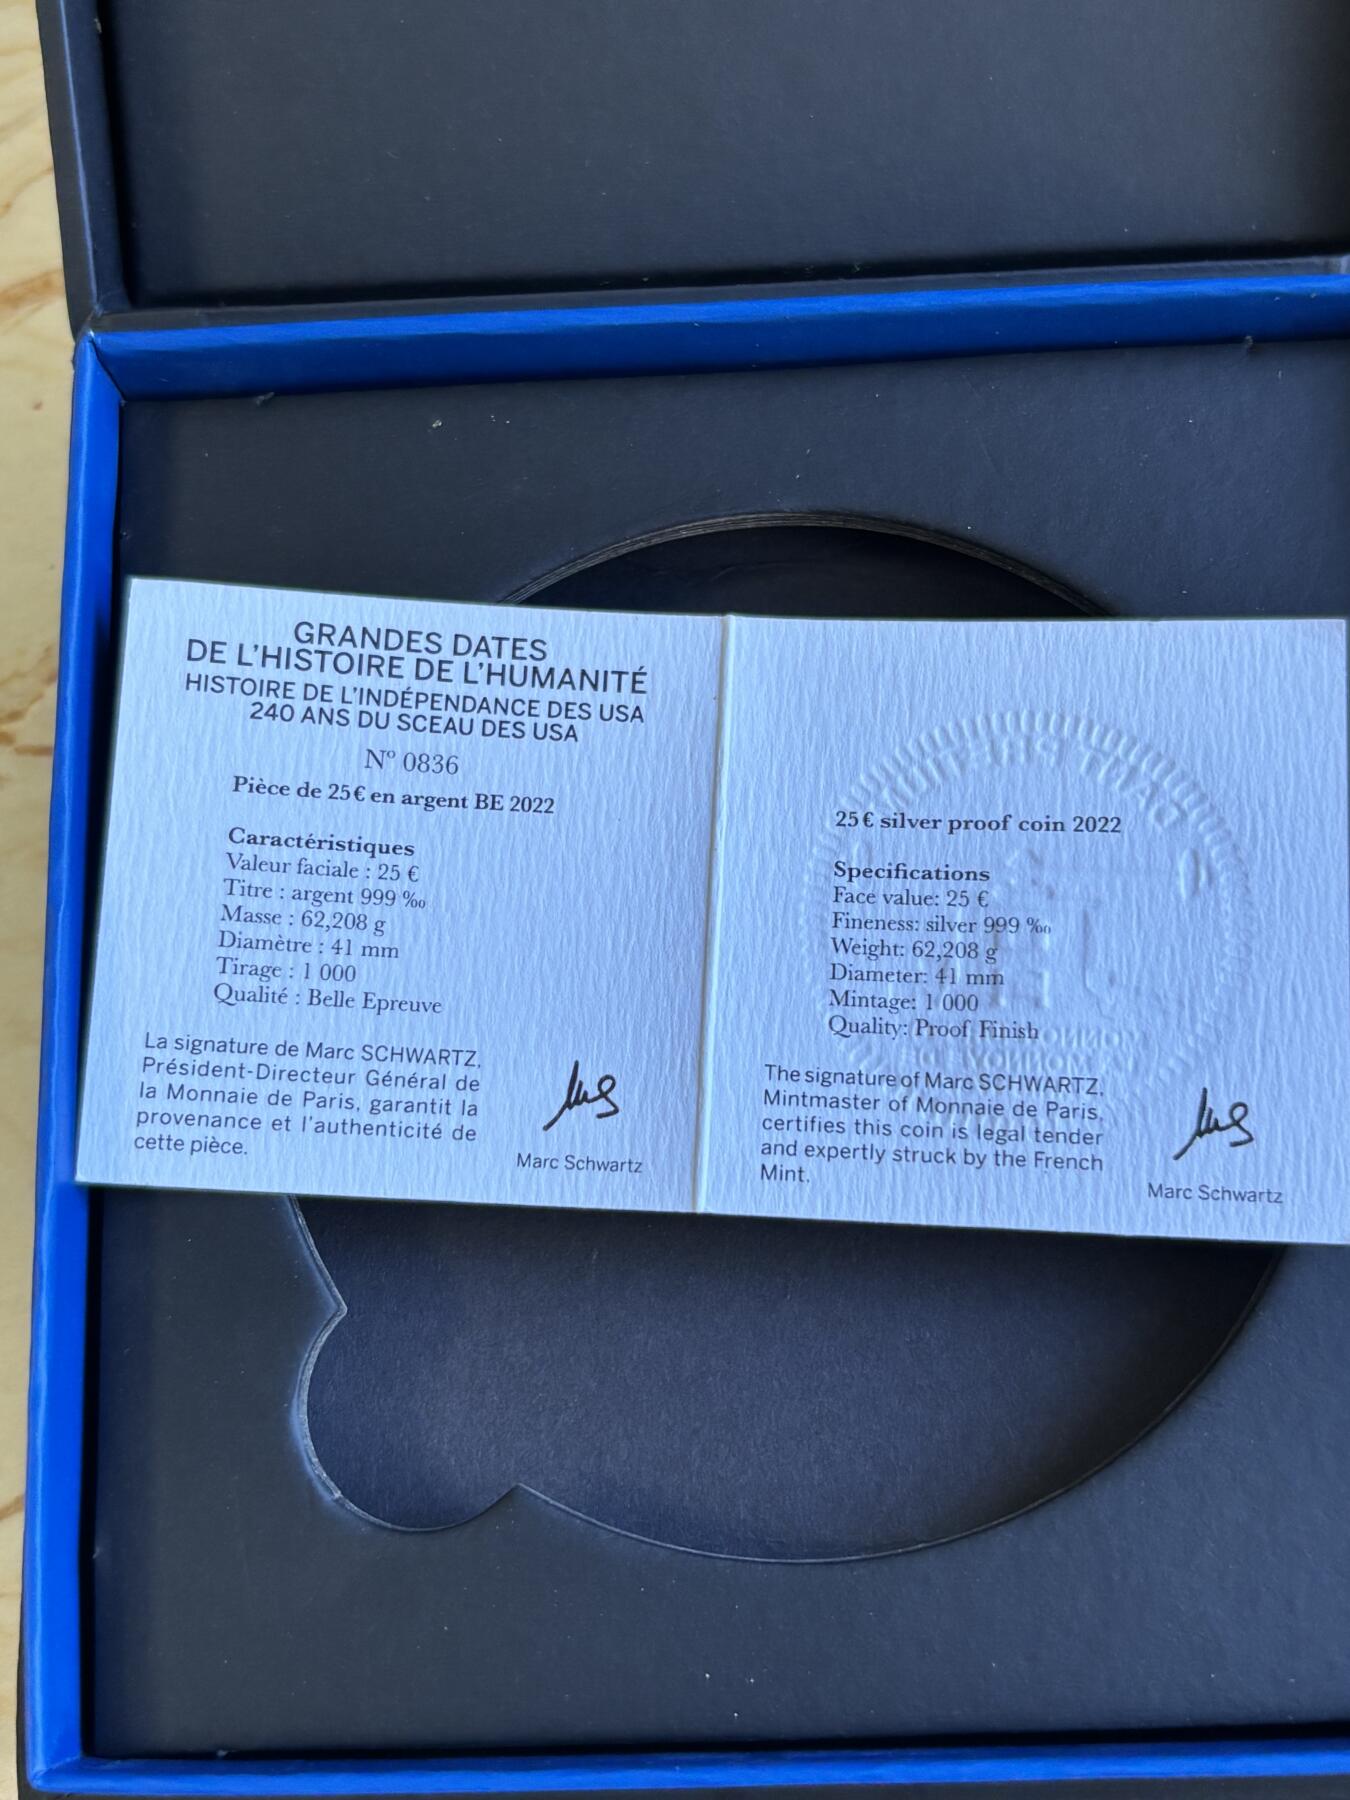 GRANDES DATES
DE L'HISTOIRE DE L'HUMANITÉ
HISTOIRE DE L'INDÉPENDANCE DES USA
240 ANS DU SCEAU DES USA
Nº 0836
Pièce de 25€ en argent BE 2022
Caractéristiques
Valeur faciale : 25 €
Titre : argent 999 ‰
Masse : 62,208 g
Diamètre : 41 mm
Tirage : 1 000
Qualité : Belle Epreuve
La signature de Marc SCHWARTZ,
Président-Directeur Général de
la Monnaie de Paris, garantit la
provenance et l'authenticité de
cette pièce.
Marc Schwartz
25€ silver proof coin 2022
Specifications
Face value: 25 €
Fineness: silver 999 ‰
Weight: 62,208 g
Diameter: 41 mm
Mintage: 1 000
Quality: Proof Finish
The signature of Marc SCHWARTZ,
Mintmaster of Monnaie de Paris,
certifies this coin is legal tender
and expertly struck by the French
Mint.
Marc Schwartz